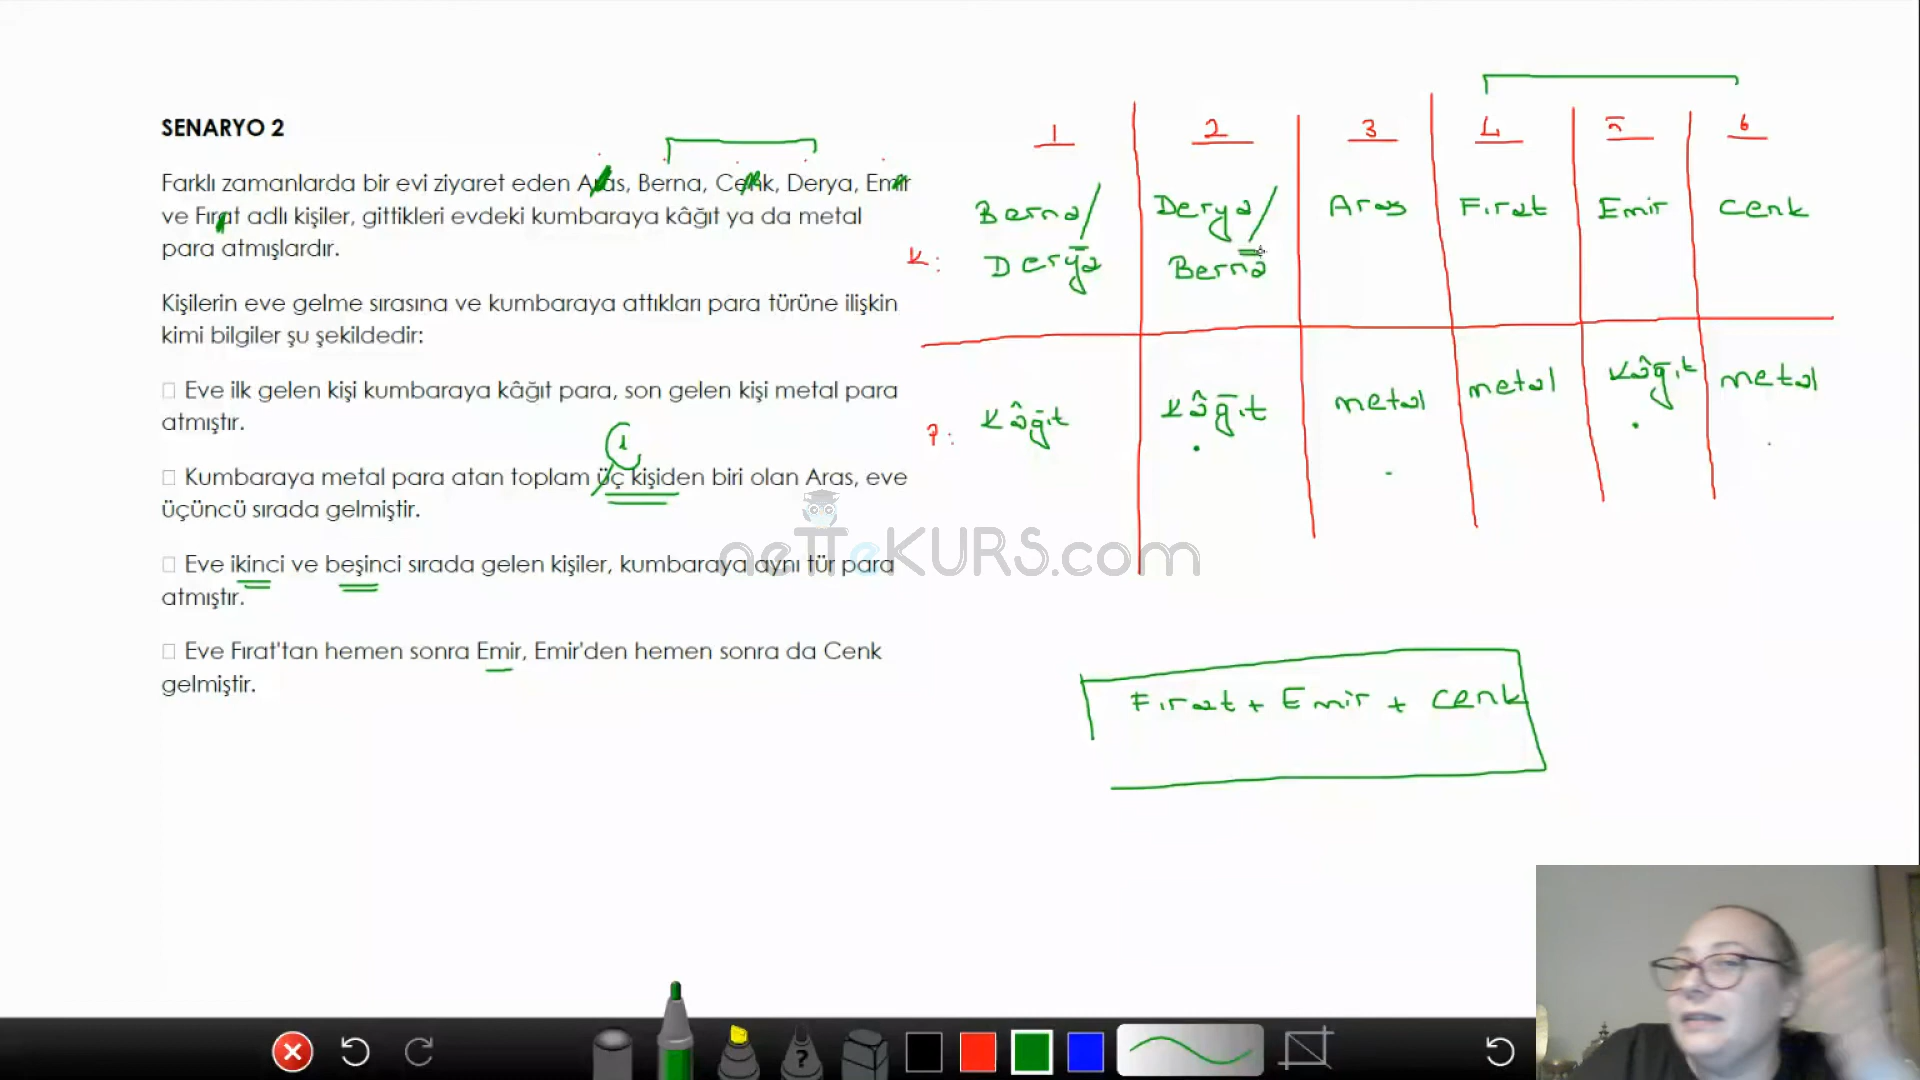 SENARYO 2
Farklı zamanlarda bir evi ziyaret eden Aras, Berna, Cenk, Derya, Emir
ve Fırat adlı kişiler, gittikleri evdeki kumbaraya kâğıt ya da metal
para atmışlardır.
Kişilerin eve gelme sırasına ve kumbaraya attıkları para türüne ilişkin
kimi bilgiler şu şekildedir:
Eve ilk gelen kişi kumbaraya kâğıt para, son gelen kişi metal para
atmıştır.
Kumbaraya metal para atan toplam üç kişiden biri olan Aras, eve
üçüncü sırada gelmiştir.
Eve ikinci ve beşinci sırada gelen kişiler, kumbaraya aynı tür para
atmıştır.
Eve Fırat'tan hemen sonra Emir, Emir'den hemen sonra da Cenk
gelmiştir.
1 2 3 4 5 6
Berna/ Derya/ Aras Fırat Emir Cenk
K: Derya Berna
P: Kâğıt Kâğıt metal metal Kâğıt metal
Fırat + Emir + Cenk
netteKURS.com
?